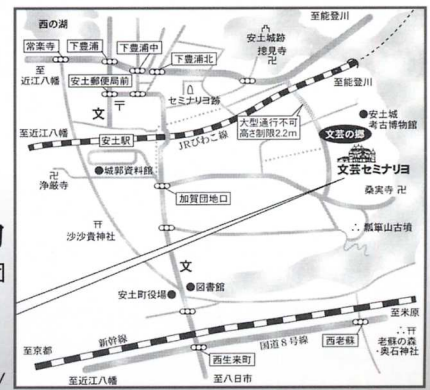 西の湖
至能登川
安土城跡
摠見寺
卍
常楽寺
下豊浦
下豊浦中
下豊浦北
至
近江八幡
安土郵便局前
文
〒
セミナリヨ跡
至能登川
大型通行不可
高さ制限2.2m
安土城
考古博物館
文芸の郷
文芸セミナリヨ
至近江八幡
安土駅
JRびわこ線
卍
浄厳寺
城郭資料館
加賀団地口
桑実寺 卍
沙沙貴神社
瓢箪山古墳
文
図書館
安土町役場
至米原
新幹線
国道8号線
西老蘇
老蘇の森
・奥石神社
至京都
西生来町
至近江八幡
至八日市